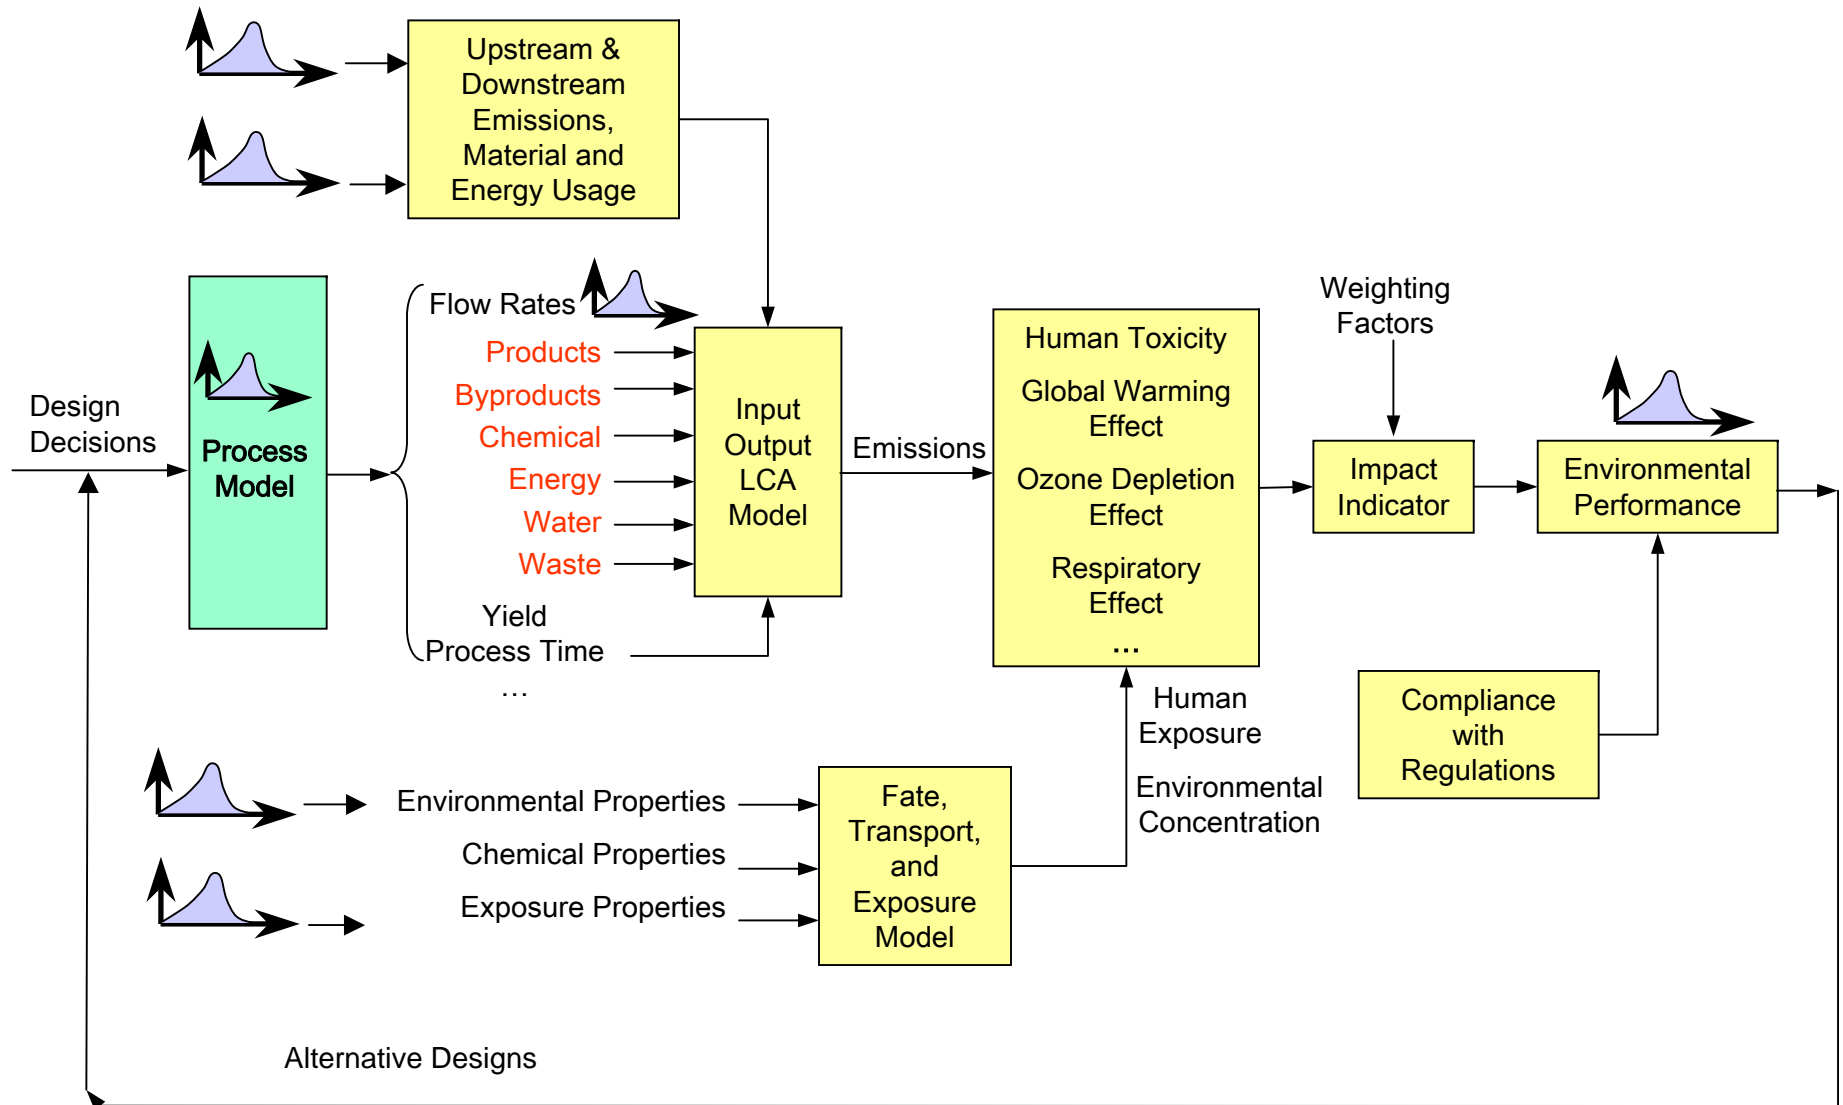 Upstream &
Downstream
Emissions,
Material and
Energy Usage
Design
Decisions
Process
Model
Flow Rates
Products
Byproducts
Chemical
Energy
Water
Waste
Yield
Process Time
…
Input
Output
LCA
Model
Emissions
Human Toxicity
Global Warming
Effect
Ozone Depletion
Effect
Respiratory
Effect
…
Weighting
Factors
Impact
Indicator
Environmental
Performance
Compliance
with
Regulations
Human
Exposure
Environmental
Concentration
Environmental Properties
Chemical Properties
Exposure Properties
Fate,
Transport,
and
Exposure
Model
Alternative Designs